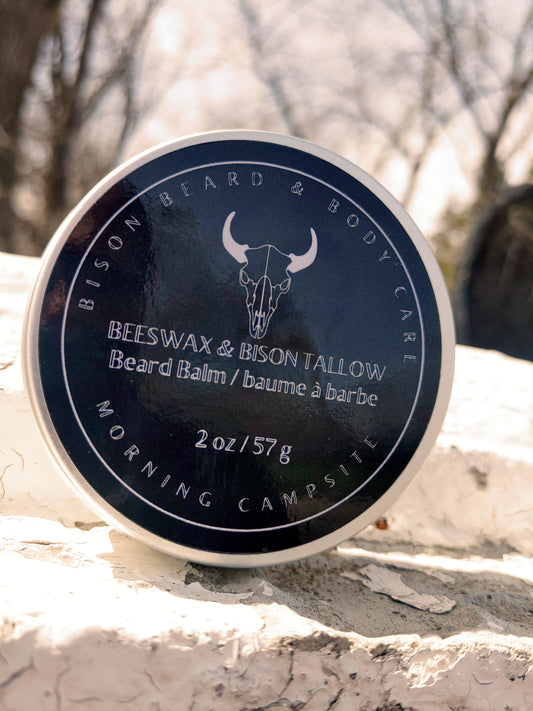 BISON BEARD & BODY CARE
BEESWAX & BISON TALLOW
Beard Balm / baume à barbe
2 oz / 57 g
MORNING CAMPSITE